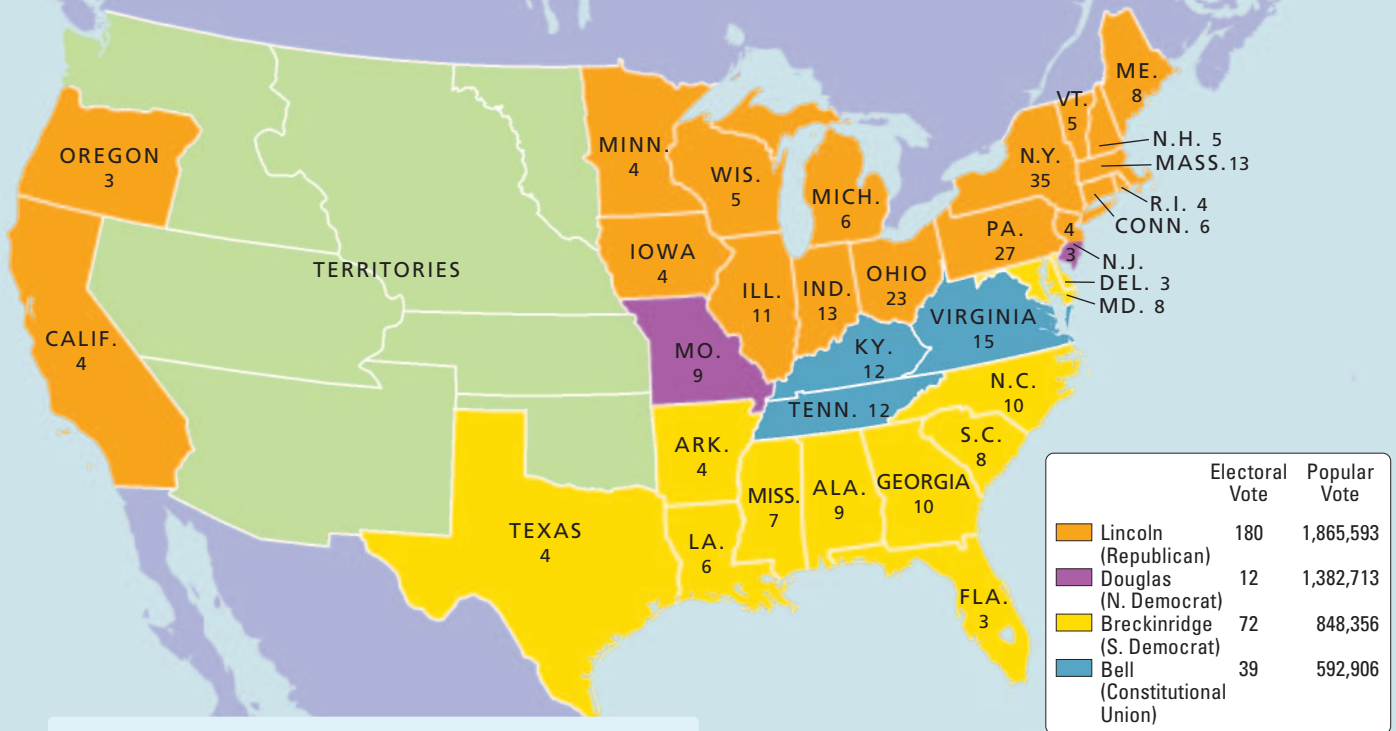 OREGON
3
CALIF.
4
TERRITORIES
MINN.
4
IOWA
4
MO.
9
WIS.
5
ILL.
11
MICH.
6
IND.
13
OHIO
23
KY.
12
TENN. 12
VIRGINIA
15
PA.
27
N.Y.
35
VT.
5
ME.
8
N.H. 5
MASS.13
R.I. 4
CONN. 6
4
3
N.J.
DEL. 3
MD. 8
N.C.
10
S.C.
8
GEORGIA
10
ALA.
9
MISS.
7
ARK.
4
LA.
6
TEXAS
4
FLA.
3
Electoral Popular
Vote Vote
Lincoln 180 1,865,593
(Republican)
Douglas 12 1,382,713
(N. Democrat)
Breckinridge 72 848,356
(S. Democrat)
Bell 39 592,906
(Constitutional
Union)